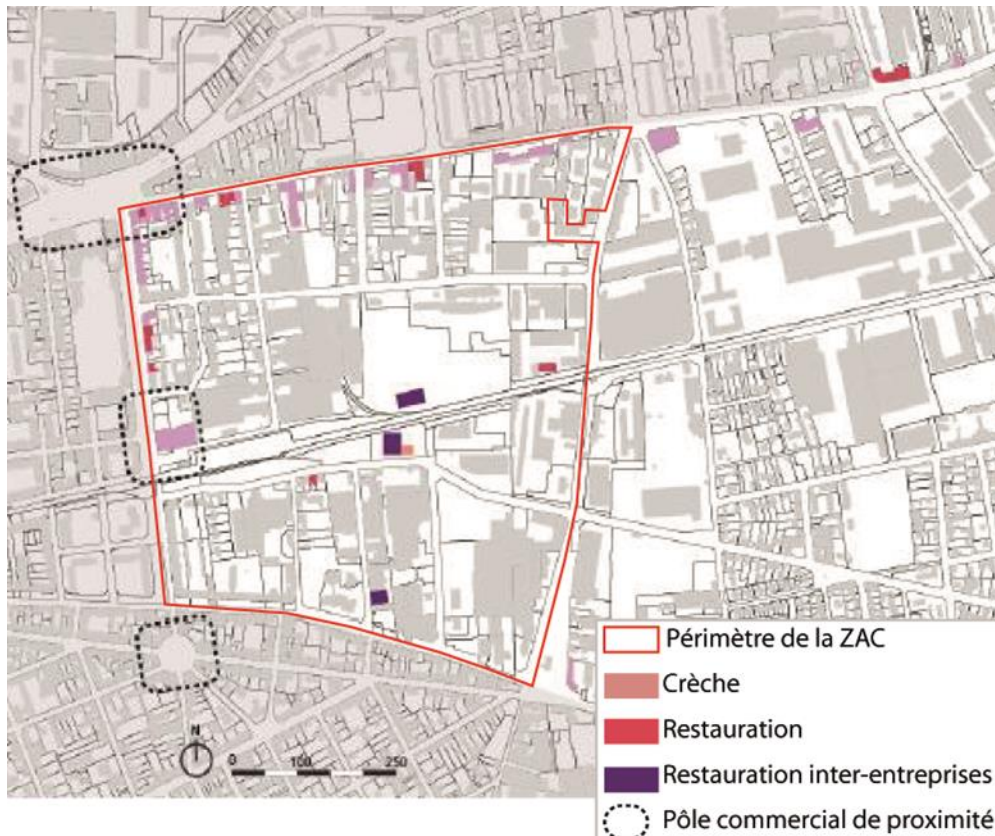 N
0 100 250
Périmètre de la ZAC
Crèche
Restauration
Restauration inter-entreprises
Pôle commercial de proximité